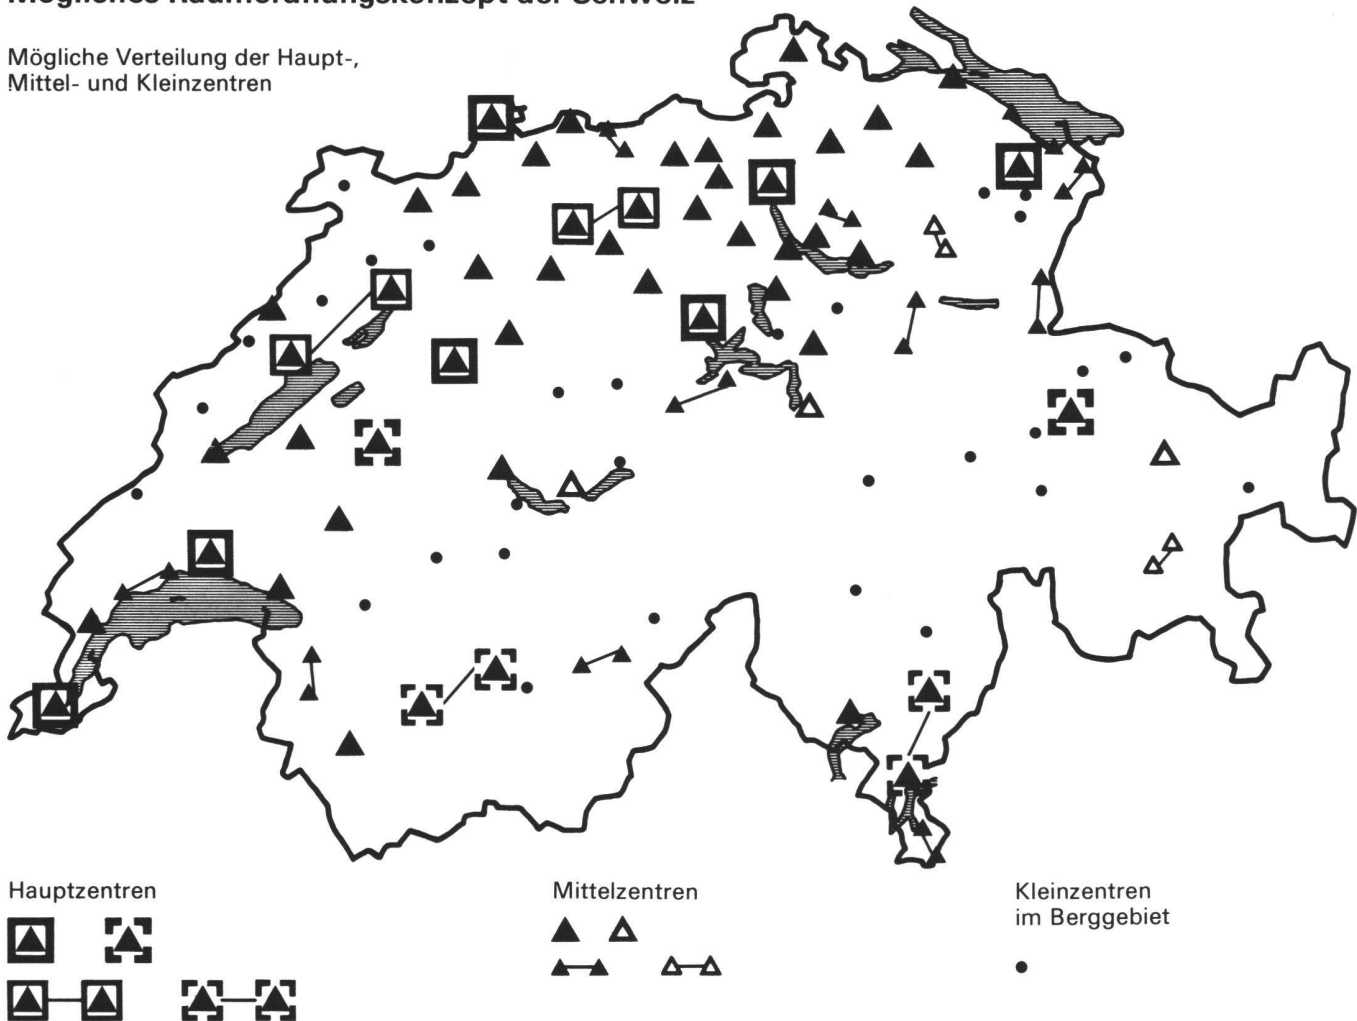 Mögliches Raumordnungskonzept der Schweiz
Mögliche Verteilung der Haupt-,
Mittel- und Kleinzentren
Hauptzentren
Mittelzentren
Kleinzentren
im Berggebiet